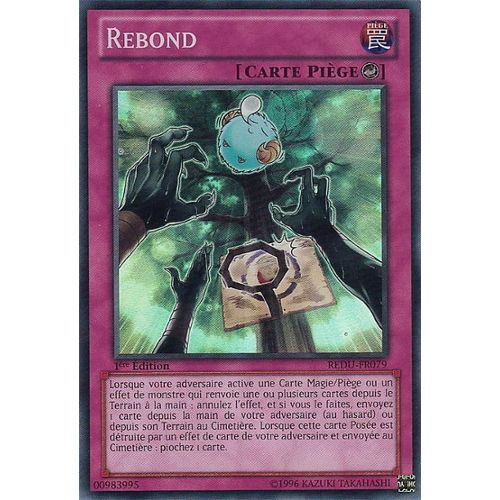 REBOND
PIÈGE
罠
[ CARTE PIÈGE ]
1ère Edition
REDU-FR079
Lorsque votre adversaire active une Carte Magie/Piège ou un
effet de monstre qui renvoie une ou plusieurs cartes depuis le
Terrain à la main : annulez l'effet, et si vous le faites, envoyez
1 carte depuis la main de votre adversaire (au hasard) ou
depuis son Terrain au Cimetière. Lorsque cette carte Posée est
détruite par un effet de carte de votre adversaire et envoyée au
Cimetière : piochez 1 carte.
00983995
©1996 KAZUKI TAKAHASHI